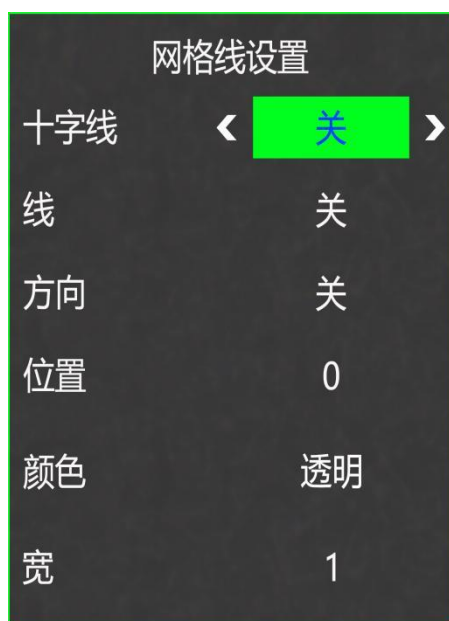 网格线设置
十字线 关
线 关
方向 关
位置 0
颜色 透明
宽 1